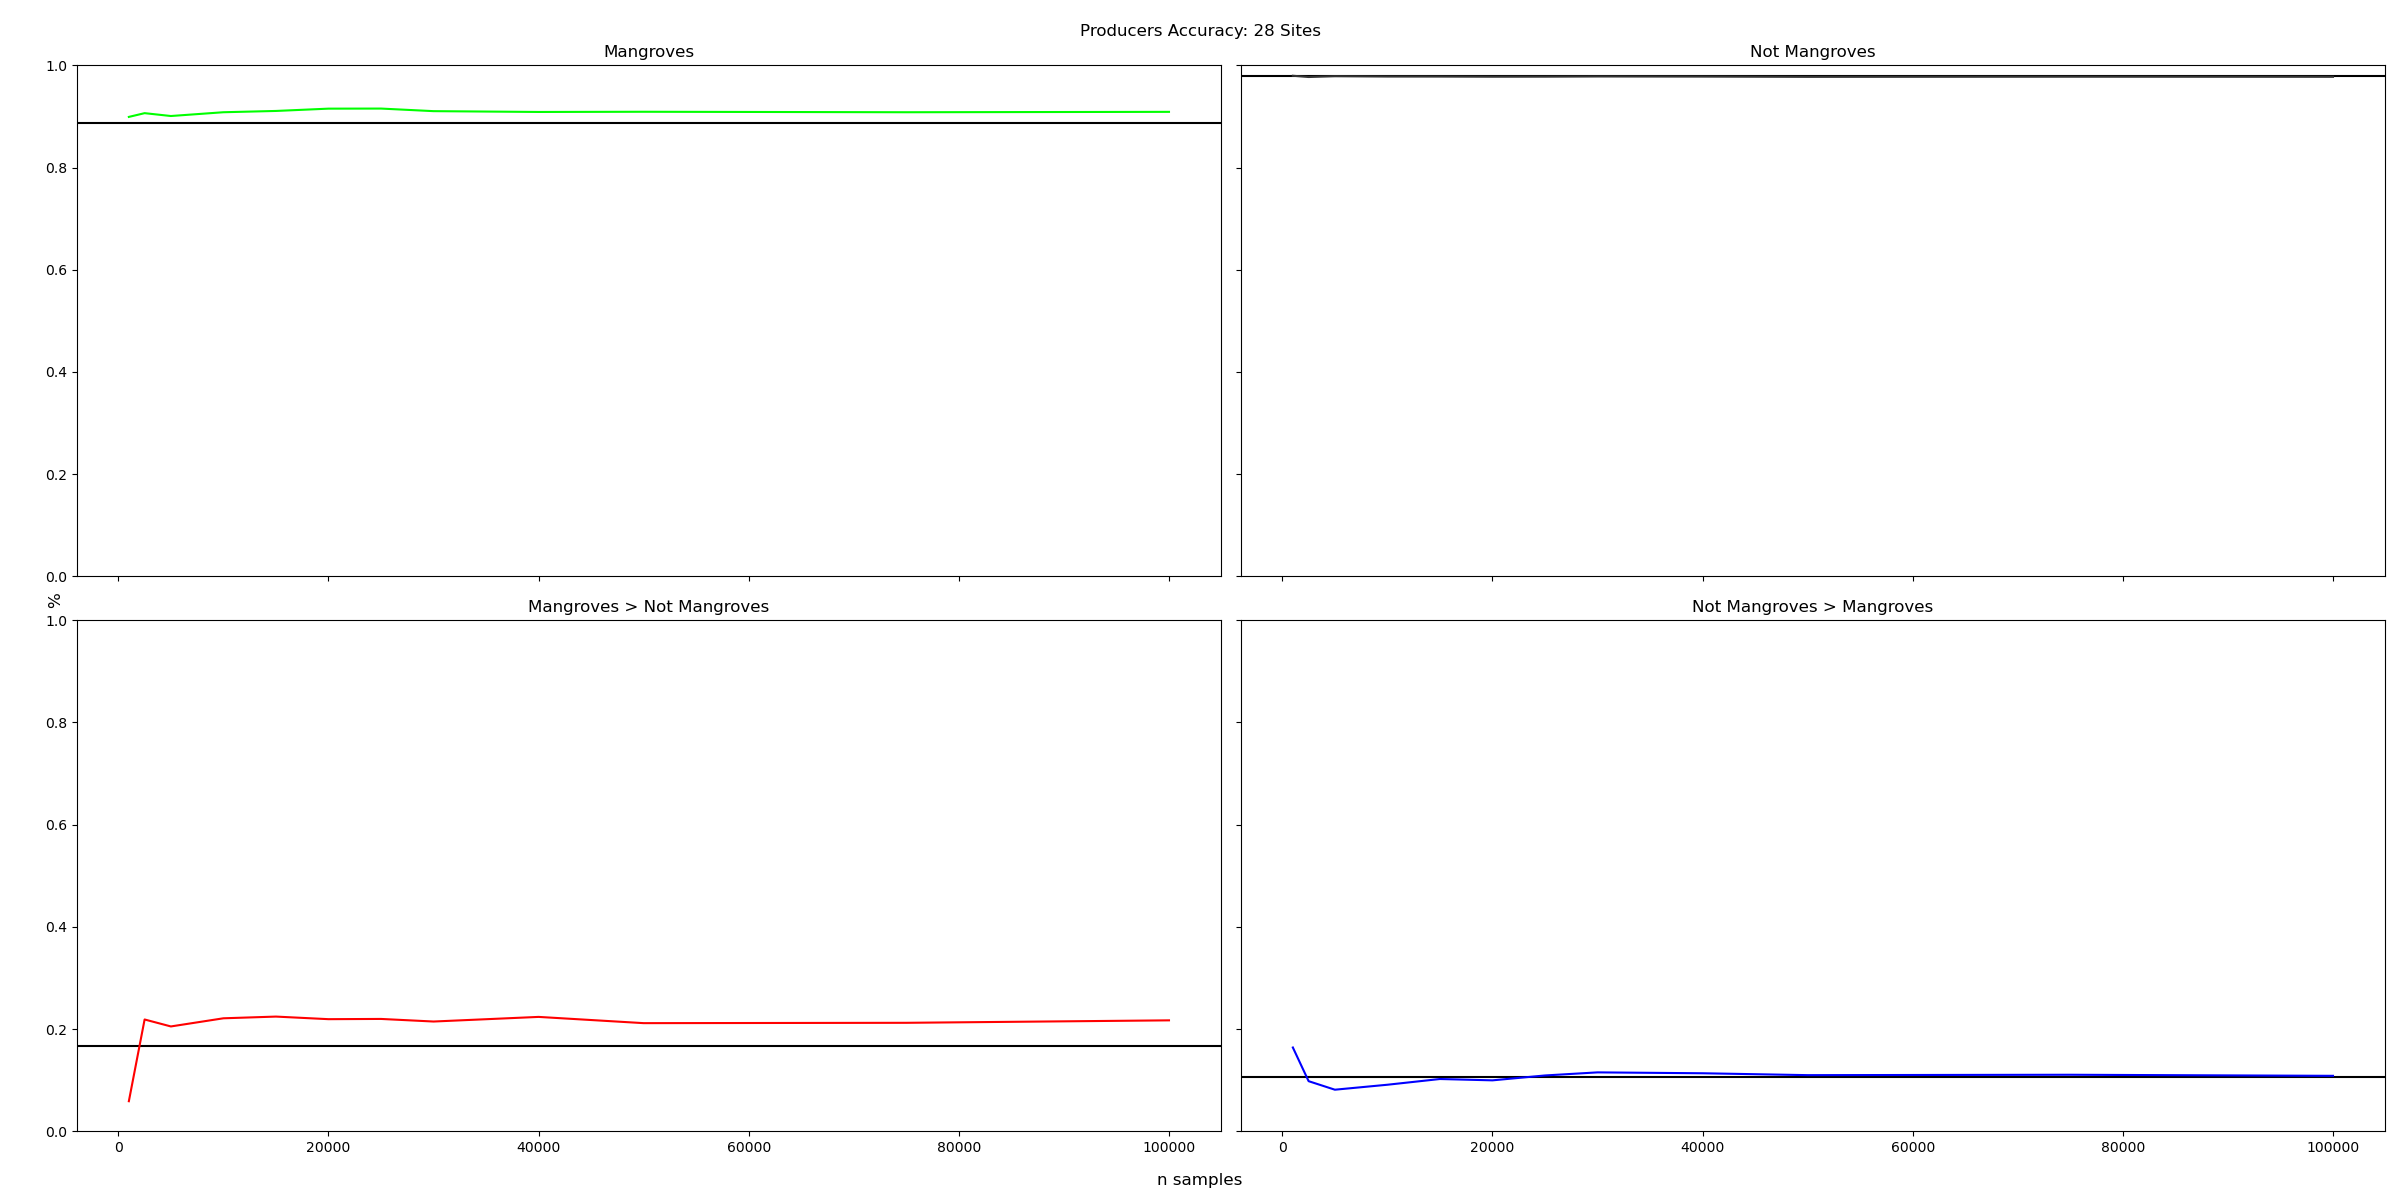 Producers Accuracy: 28 Sites
Mangroves
Not Mangroves
1.0
0.8
0.6
0.4
0.2
0.0
%
Mangroves > Not Mangroves
Not Mangroves > Mangroves
1.0
0.8
0.6
0.4
0.2
0.0
0 20000 40000 60000 80000 100000
0 20000 40000 60000 80000 100000
n samples